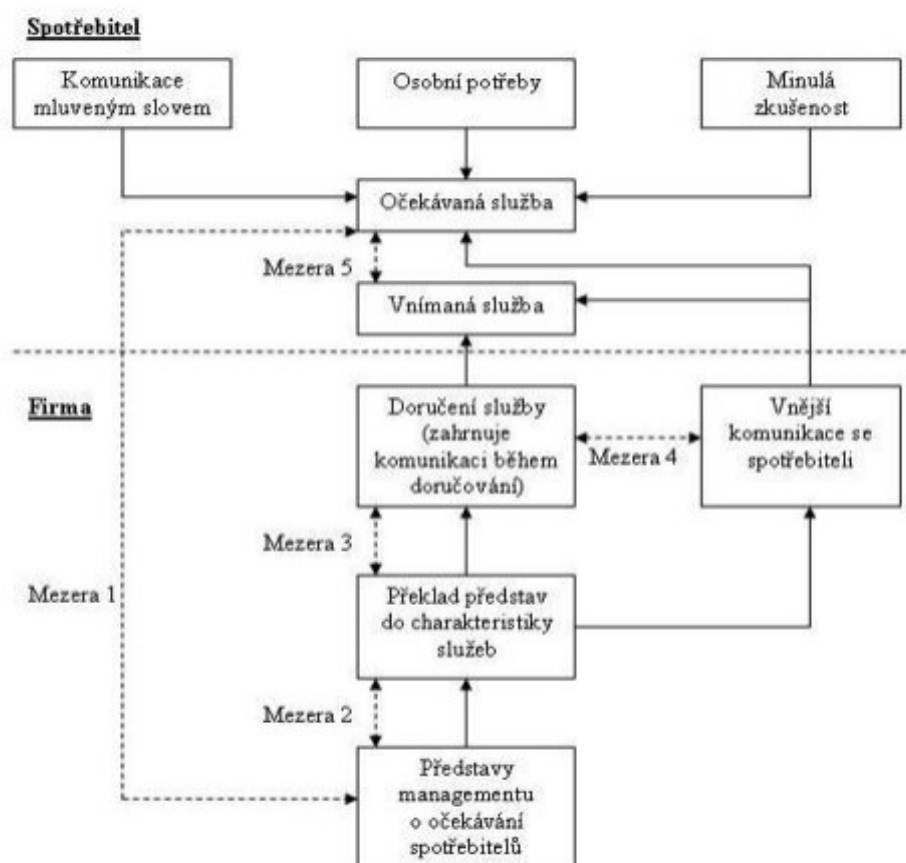 Spotřebitel
Komunikace
mluveným slovem
Osobní potřeby
Minulá
zkušenost
Očekávaná služba
Mezera 5
Vnímaná služba
Firma
Doručení služby
(zahrnuje
komunikaci během
doručování)
Mezera 4
Vnější
komunikace se
spotřebiteli
Mezera 3
Mezera 1
Překlad představ
do charakteristiky
služeb
Mezera 2
Představy
managementu
o očekávání
spotřebitelů